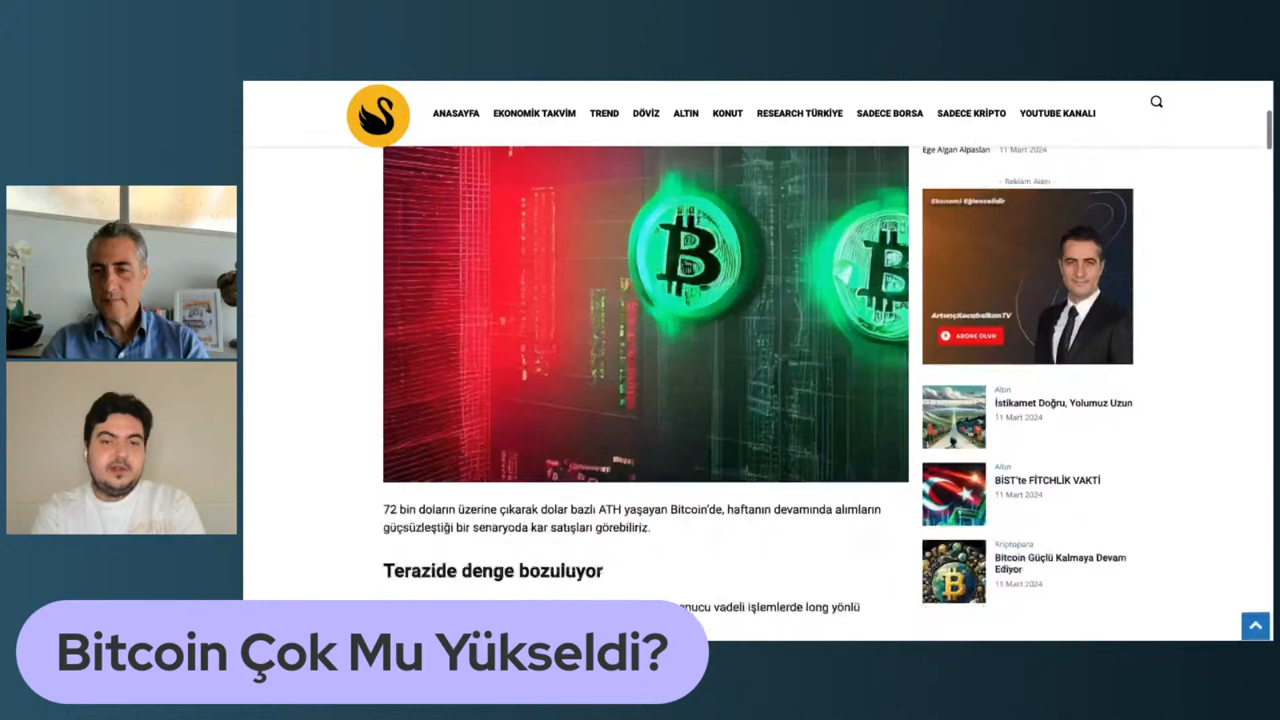 ANASAYFA EKONOMİK TAKVİM TREND DÖVİZ ALTIN KONUT RESEARCH TÜRKİYE SADECE BORSA SADECE KRİPTO YOUTUBE KANALI
Ege Algan Alpaslan 11 Mart 2024
- Reklam Alanı -
Ekonomi Eğlencelidir
ArtunçKocabalkanTV
ABONE OLUN
Altın
İstikamet Doğru, Yolumuz Uzun
11 Mart 2024
Altın
BİST'te FITCHLİK VAKTİ
11 Mart 2024
Kriptopara
Bitcoin Güçlü Kalmaya Devam
Ediyor
11 Mart 2024
72 bin doların üzerine çıkarak dolar bazlı ATH yaşayan Bitcoin'de, haftanın devamında alımların
güçsüzleştiği bir senaryoda kar satışları görebiliriz.
Terazide denge bozuluyor
vadeli işlemlerde long yönlü
Bitcoin Çok Mu Yükseldi?